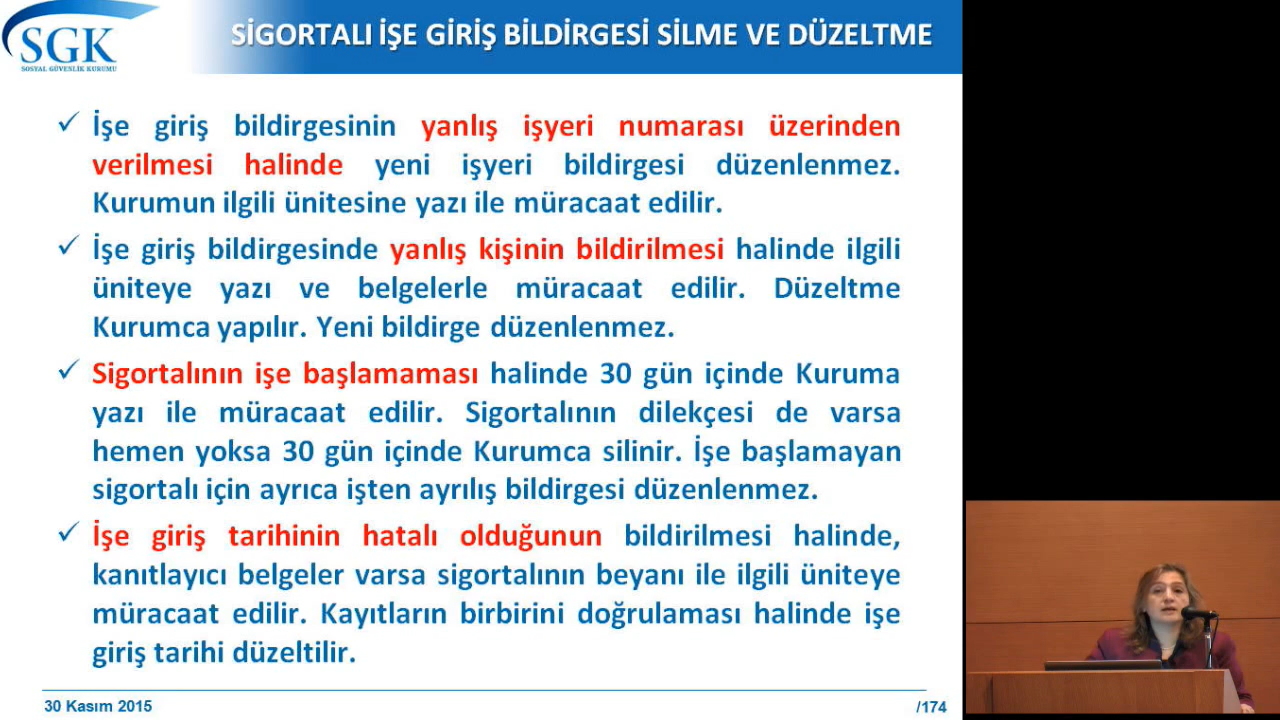 SGK
SOSYAL GÜVENLİK KURUMU
SİGORTALI İŞE GİRİŞ BİLDİRGESİ SİLME VE DÜZELTME
✓ İşe giriş bildirgesinin yanlış işyeri numarası üzerinden
verilmesi halinde yeni işyeri bildirgesi düzenlenmez.
Kurumun ilgili ünitesine yazı ile müracaat edilir.
✓ İşe giriş bildirgesinde yanlış kişinin bildirilmesi halinde ilgili
üniteye yazı ve belgelerle müracaat edilir. Düzeltme
Kurumca yapılır. Yeni bildirge düzenlenmez.
✓ Sigortalının işe başlamaması halinde 30 gün içinde Kuruma
yazı ile müracaat edilir. Sigortalının dilekçesi de varsa
hemen yoksa 30 gün içinde Kurumca silinir. İşe başlamayan
sigortalı için ayrıca işten ayrılış bildirgesi düzenlenmez.
✓ İşe giriş tarihinin hatalı olduğunun bildirilmesi halinde,
kanıtlayıcı belgeler varsa sigortalının beyanı ile ilgili üniteye
müracaat edilir. Kayıtların birbirini doğrulaması halinde işe
giriş tarihi düzeltilir.
30 Kasım 2015
/174